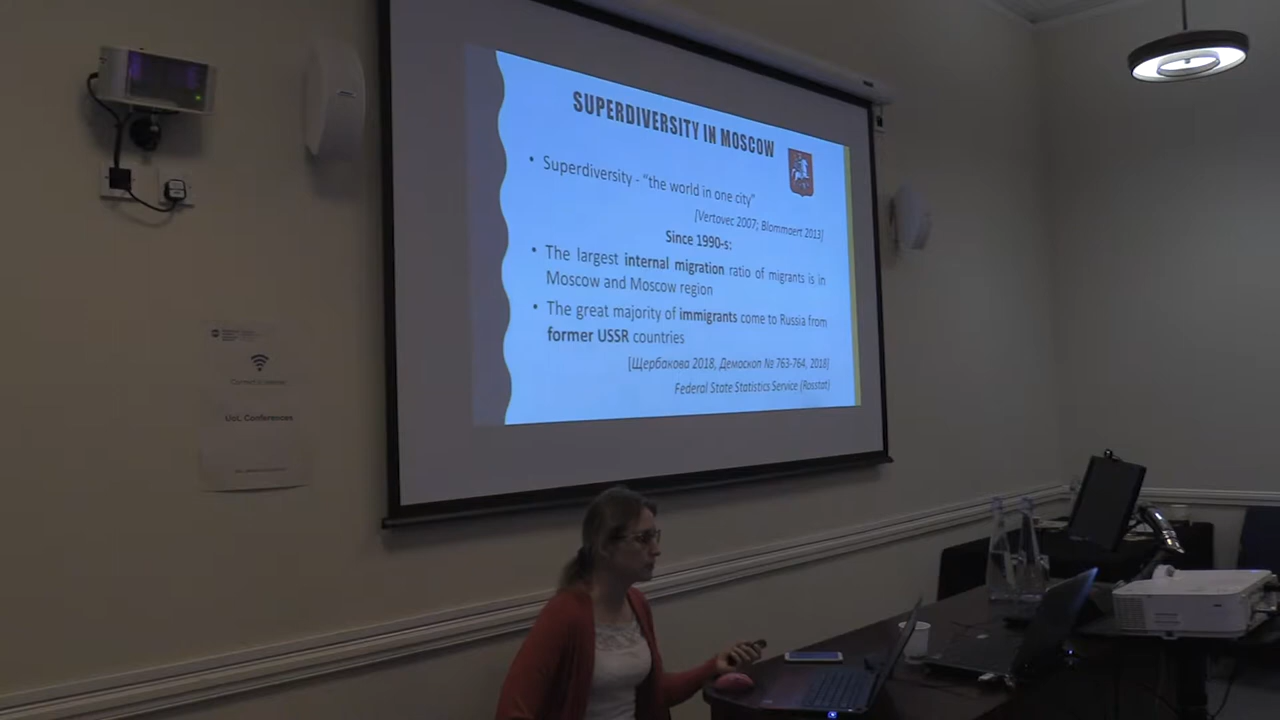 SUPERDIVERSITY IN MOSCOW
• Superdiversity - “the world in one city”
[Vertovec 2007; Blommaert 2013]
Since 1990-s:
• The largest internal migration ratio of migrants is in
Moscow and Moscow region
• The great majority of immigrants come to Russia from
former USSR countries
[Щербакова 2018, Демоскоп № 763-764, 2018]
Federal State Statistics Service (Rosstat)
UoL Conferences